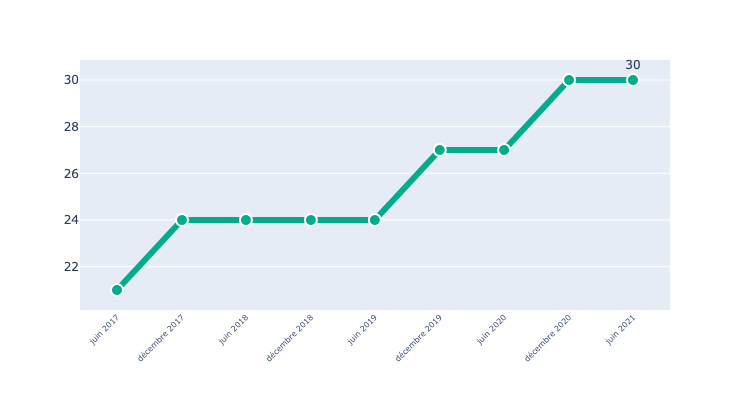 30
30
28
26
24
22
juin 2017
décembre 2017
juin 2018
décembre 2018
juin 2019
décembre 2019
juin 2020
décembre 2020
juin 2021